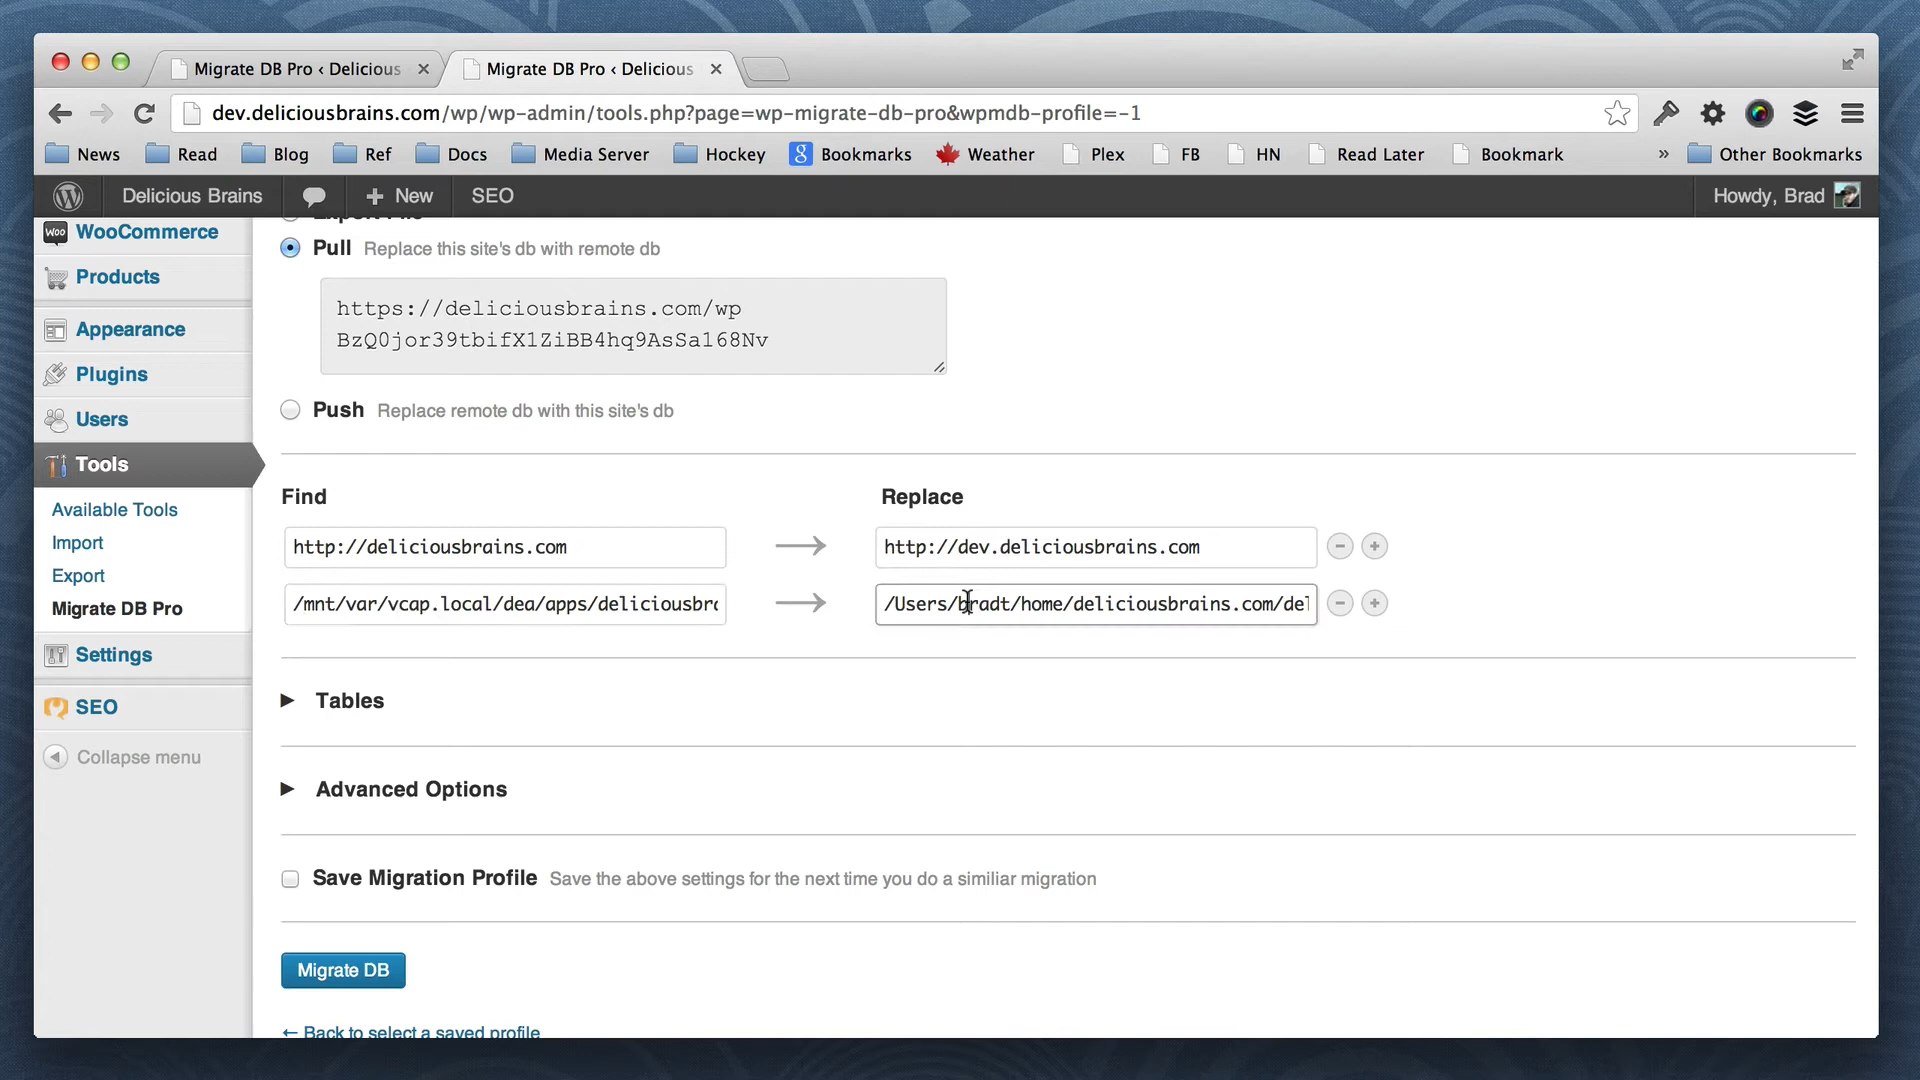 Migrate DB Pro ‹ Delicious
Migrate DB Pro ‹ Delicious
dev.deliciousbrains.com/wp/wp-admin/tools.php?page=wp-migrate-db-pro&wpmdb-profile=-1
News Read Blog Ref Docs Media Server Hockey Bookmarks Weather Plex FB HN Read Later Bookmark » Other Bookmarks
Delicious Brains + New SEO Howdy, Brad
Woo WooCommerce
Products
Appearance
Plugins
Users
Tools
Available Tools
Import
Export
Migrate DB Pro
Settings
SEO
Collapse menu
Export File
Pull Replace this site's db with remote db
https://deliciousbrains.com/wp
BzQ0jor39tbifX1ZiBB4hq9AsSa168Nv
Push Replace remote db with this site's db
Find Replace
http://deliciousbrains.com → http://dev.deliciousbrains.com
/mnt/var/vcap.local/dea/apps/deliciousbra → /Users/bradt/home/deliciousbrains.com/del
Tables
Advanced Options
Save Migration Profile Save the above settings for the next time you do a similiar migration
Migrate DB
← Back to select a saved profile